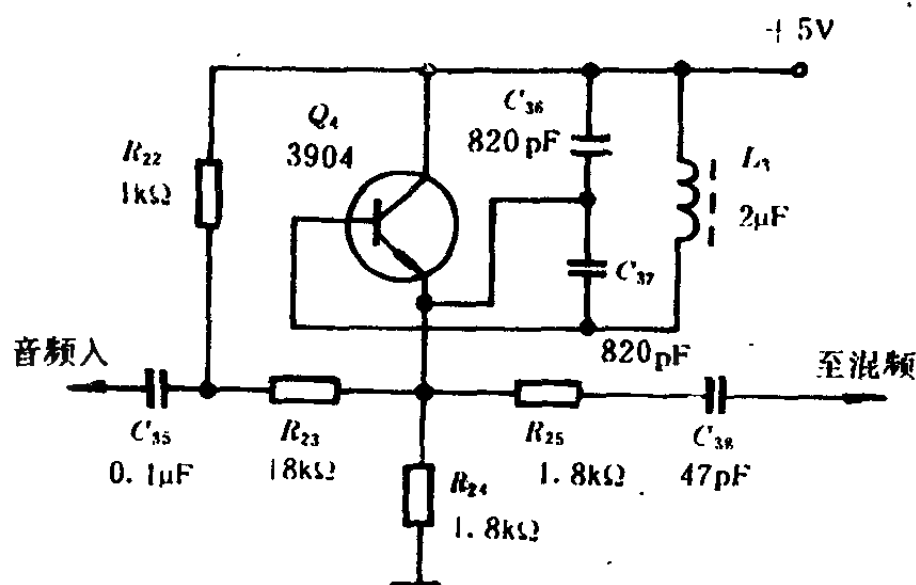 +5V
Q₄
3904
C₃₆
820pF
R₂₂
1kΩ
L₃
2μF
C₃₇
820pF
音频入
至混频
C₃₅
0.1μF
R₂₃
18kΩ
R₂₅
1.8kΩ
C₃₈
47pF
R₂₄
1.8kΩ